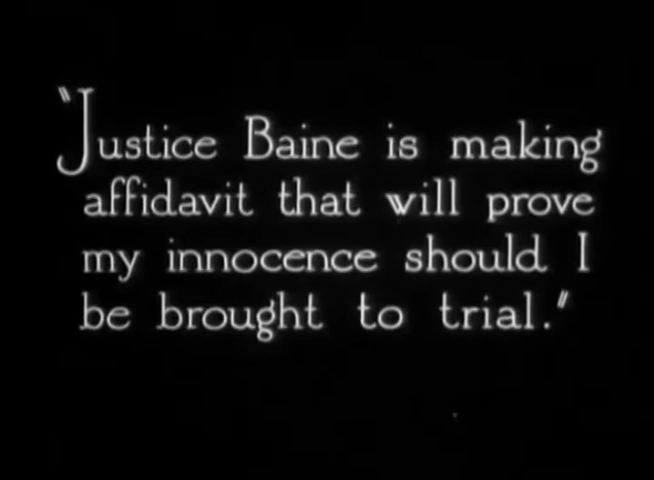 "Justice Baine is making
affidavit that will prove
my innocence should I
be brought to trial."